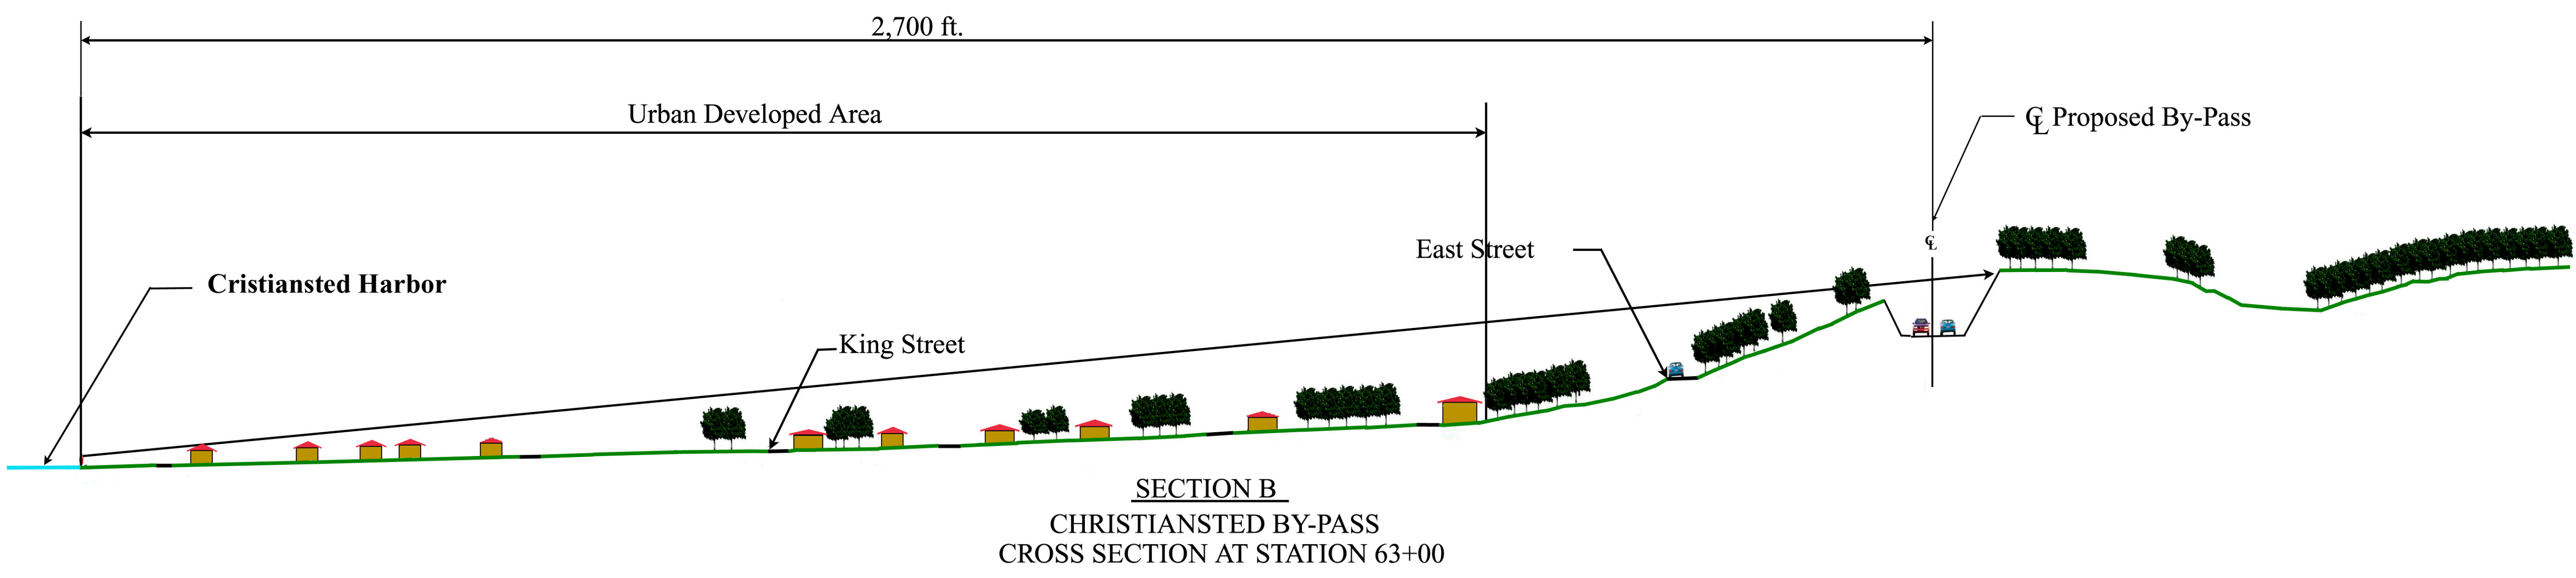 2,700 ft.
Urban Developed Area
℄ Proposed By-Pass
℄
East Street
Cristiansted Harbor
King Street
SECTION B
CHRISTIANSTED BY-PASS
CROSS SECTION AT STATION 63+00